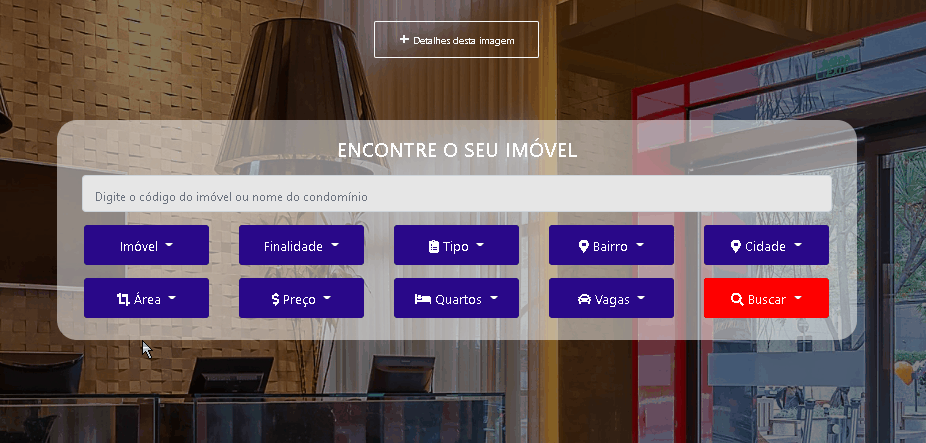 + Detalhes desta imagem
ENCONTRE O SEU IMÓVEL
Digite o código do imóvel ou nome do condomínio
Imóvel
Finalidade
Tipo
Bairro
Cidade
Área
$ Preço
Quartos
Vagas
Buscar